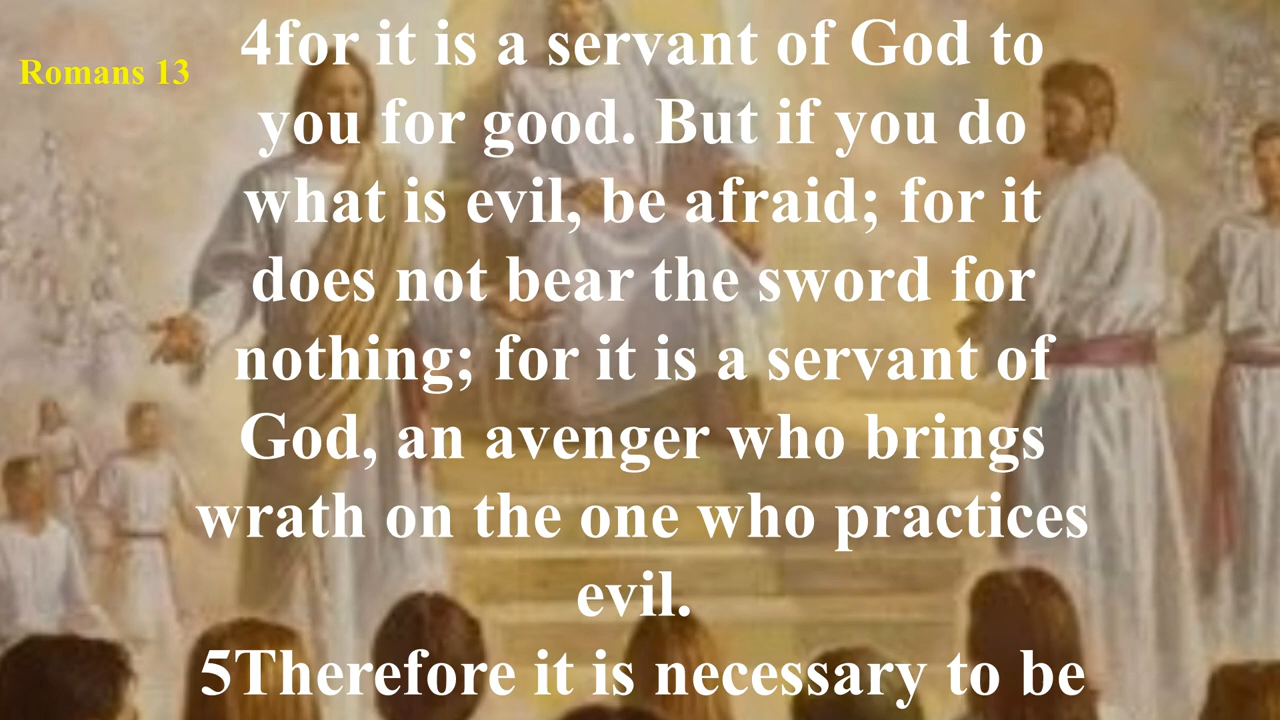 Romans 13
4for it is a servant of God to
you for good. But if you do
what is evil, be afraid; for it
does not bear the sword for
nothing; for it is a servant of
God, an avenger who brings
wrath on the one who practices
evil.
5Therefore it is necessary to be